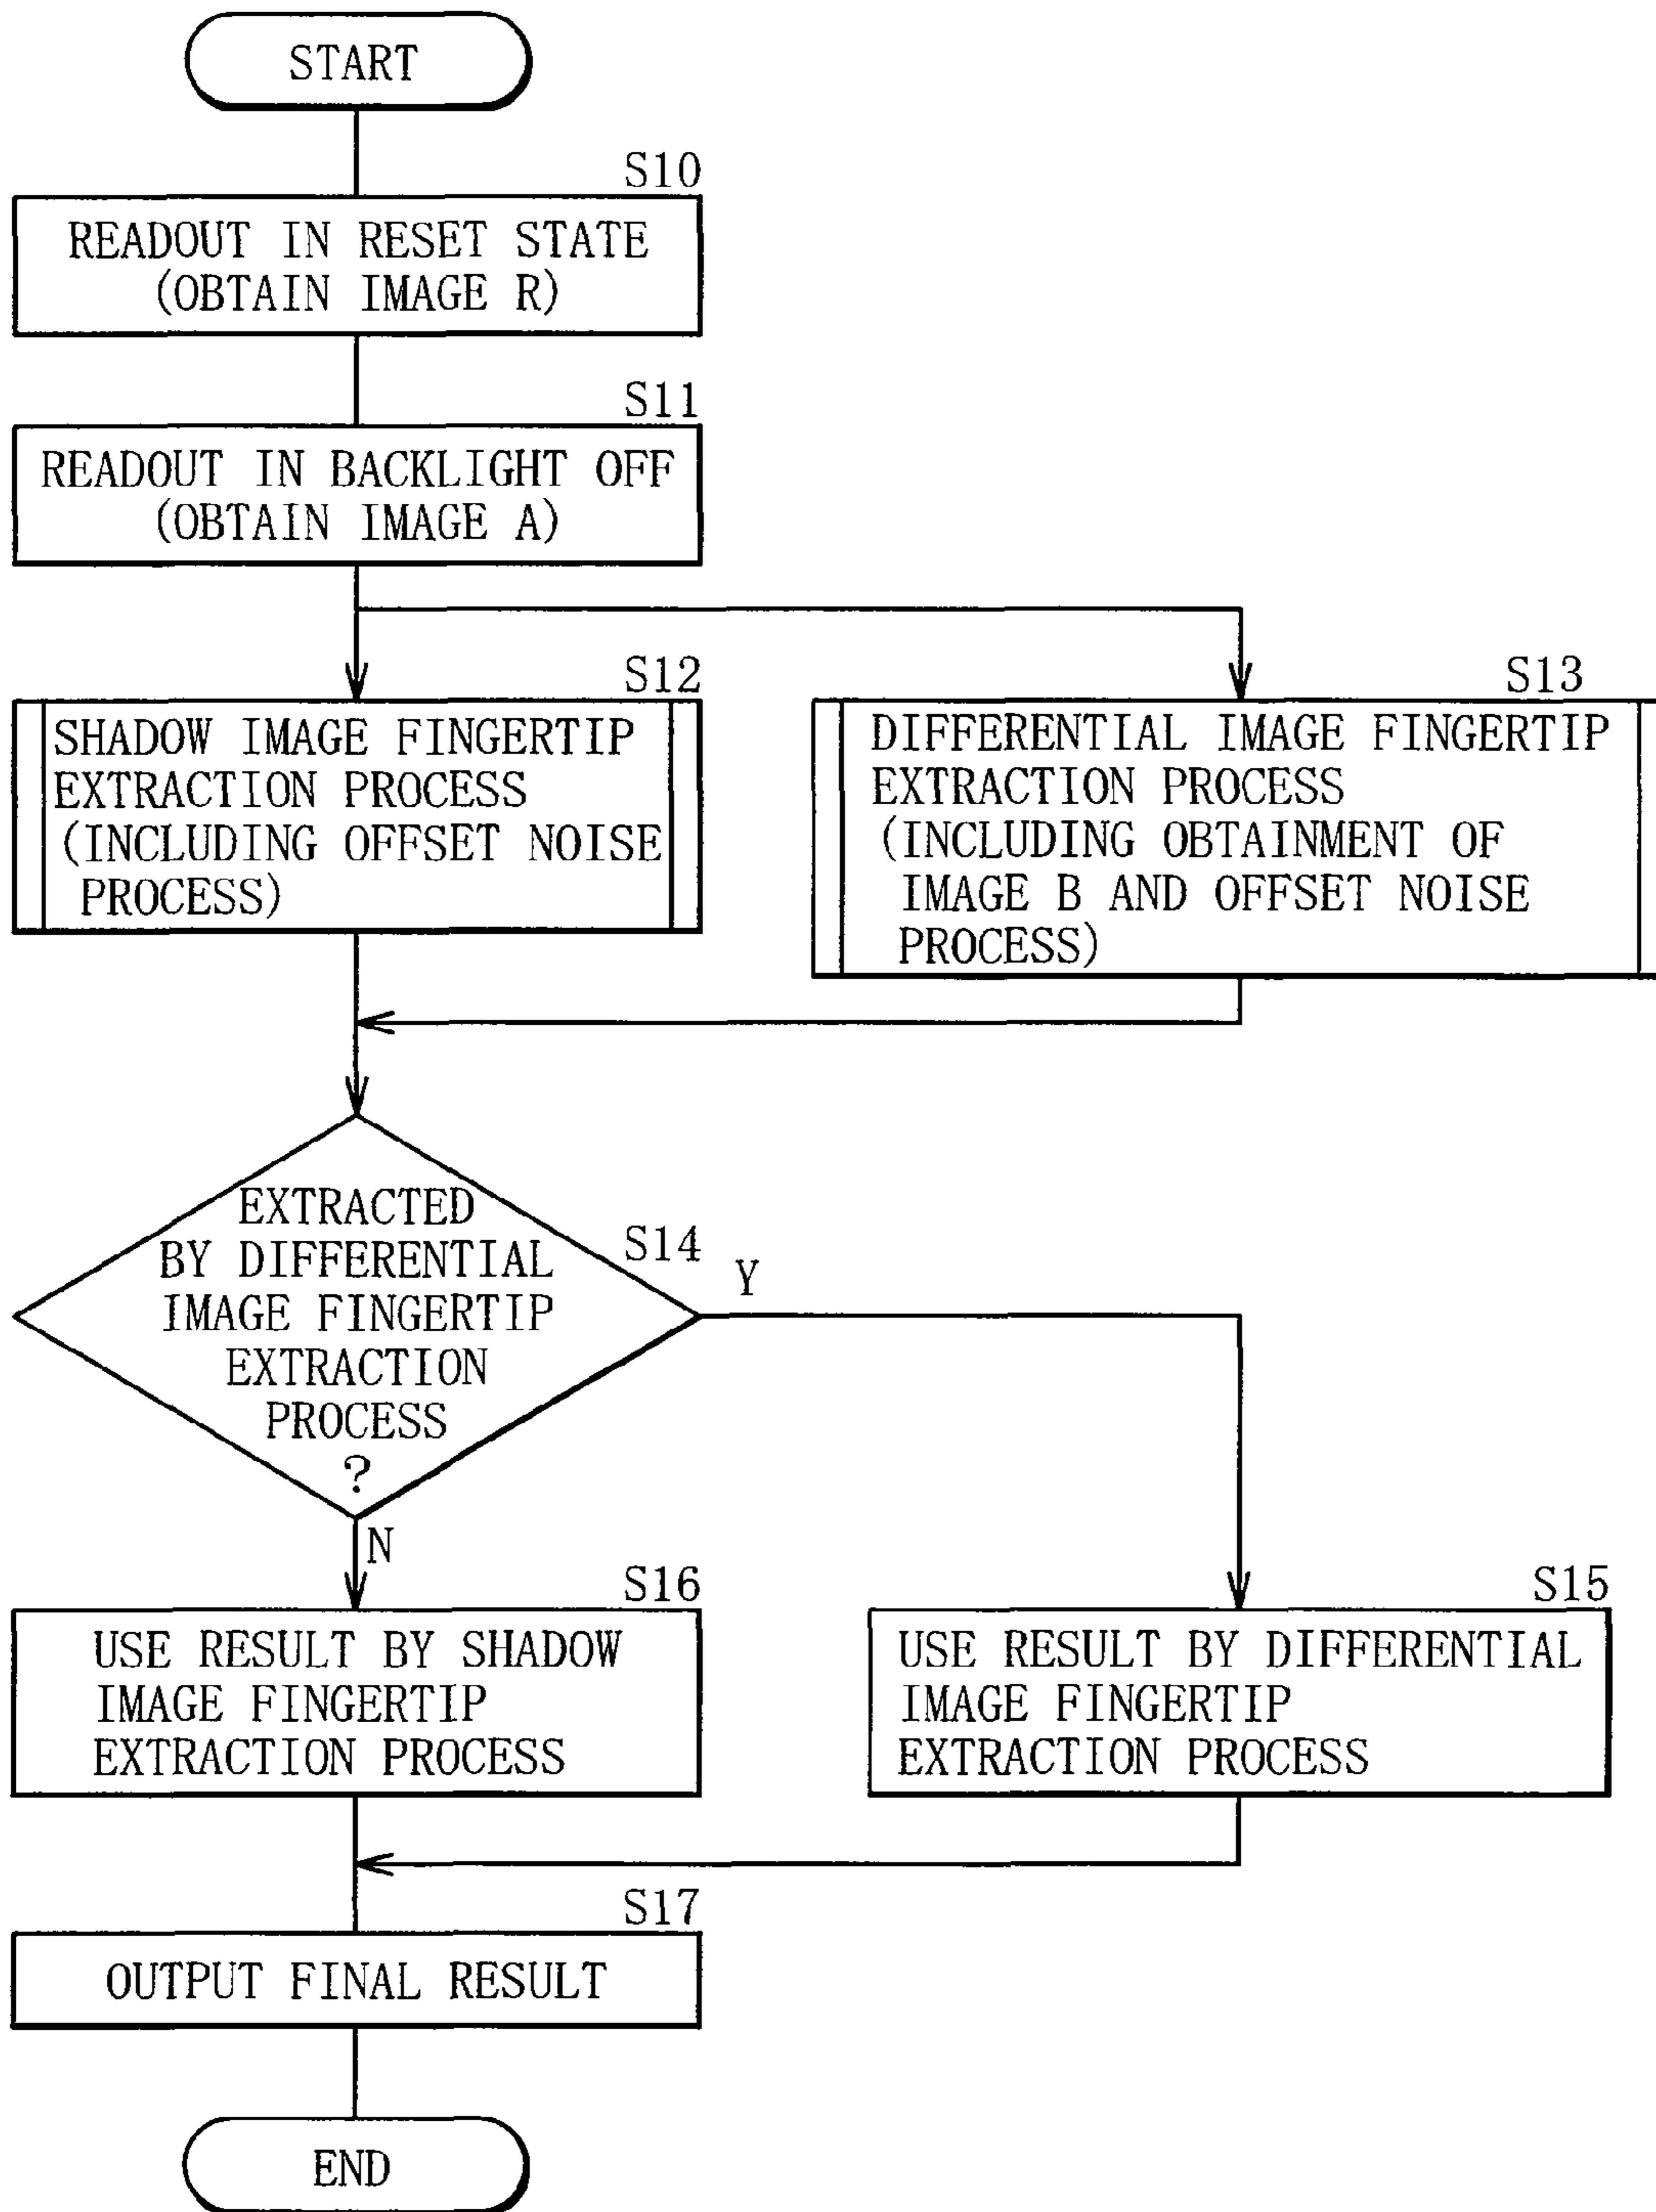 START
S10
READOUT IN RESET STATE
(OBTAIN IMAGE R)
S11
READOUT IN BACKLIGHT OFF
(OBTAIN IMAGE A)
S12
SHADOW IMAGE FINGERTIP
EXTRACTION PROCESS
(INCLUDING OFFSET NOISE
PROCESS)
S13
DIFFERENTIAL IMAGE FINGERTIP
EXTRACTION PROCESS
(INCLUDING OBTAINMENT OF
IMAGE B AND OFFSET NOISE
PROCESS)
EXTRACTED
BY DIFFERENTIAL
IMAGE FINGERTIP
EXTRACTION
PROCESS
?
S14
Y
N
S16
USE RESULT BY SHADOW
IMAGE FINGERTIP
EXTRACTION PROCESS
S15
USE RESULT BY DIFFERENTIAL
IMAGE FINGERTIP
EXTRACTION PROCESS
S17
OUTPUT FINAL RESULT
END